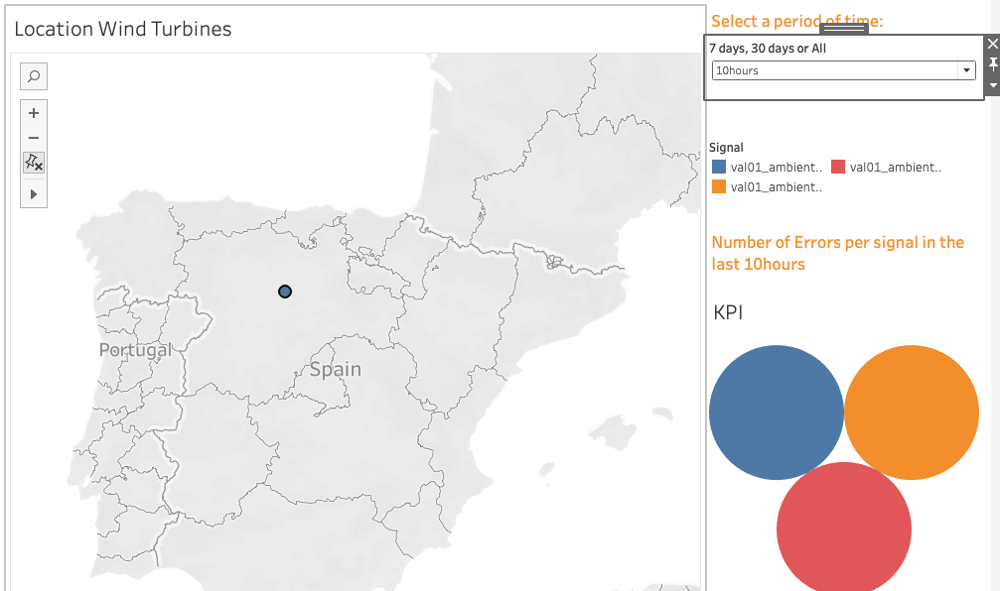 Location Wind Turbines
Portugal
Spain
Select a period of time:
7 days, 30 days or All
10hours
Signal
val01_ambient..
val01_ambient..
val01_ambient..
Number of Errors per signal in the
last 10hours
KPI